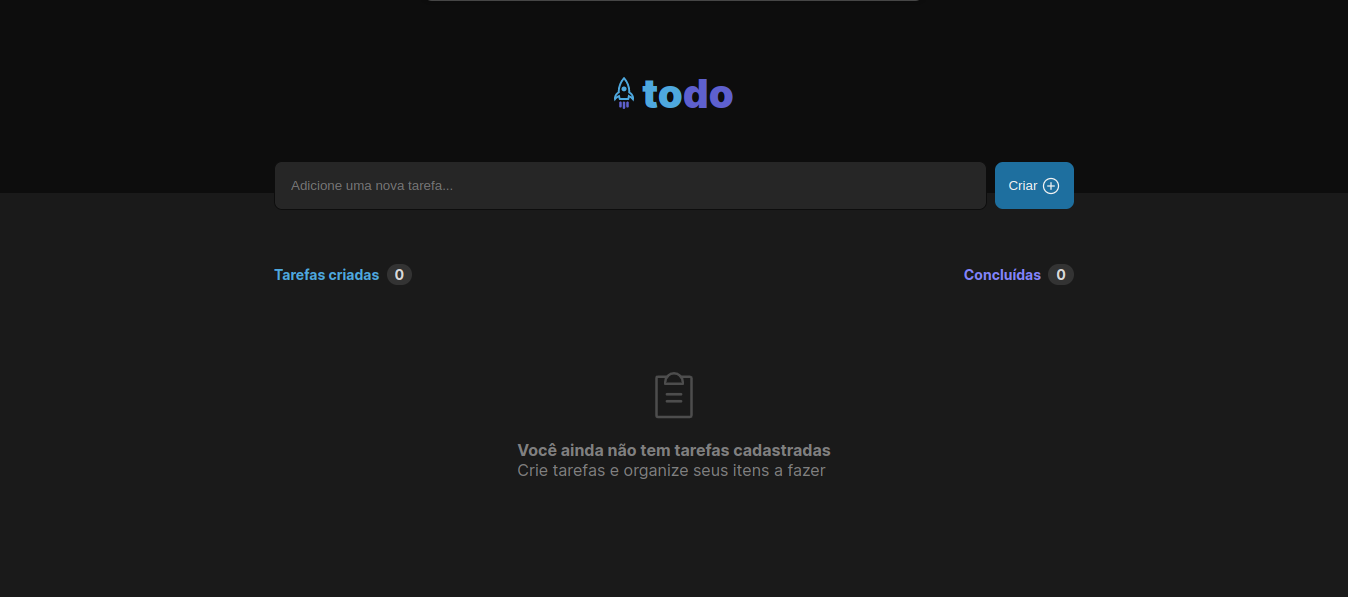 todo
Adicione uma nova tarefa...
Criar
Tarefas criadas 0
Concluídas 0
Você ainda não tem tarefas cadastradas
Crie tarefas e organize seus itens a fazer